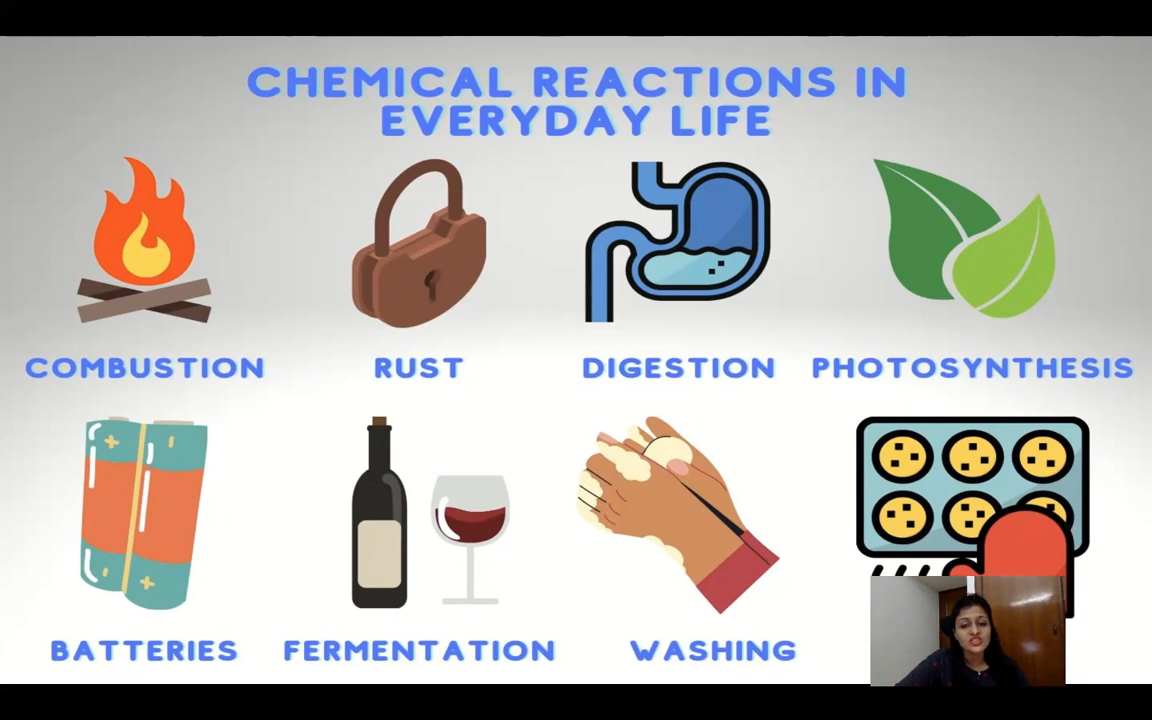 CHEMICAL REACTIONS IN
EVERYDAY LIFE
COMBUSTION
RUST
DIGESTION
PHOTOSYNTHESIS
BATTERIES
FERMENTATION
WASHING